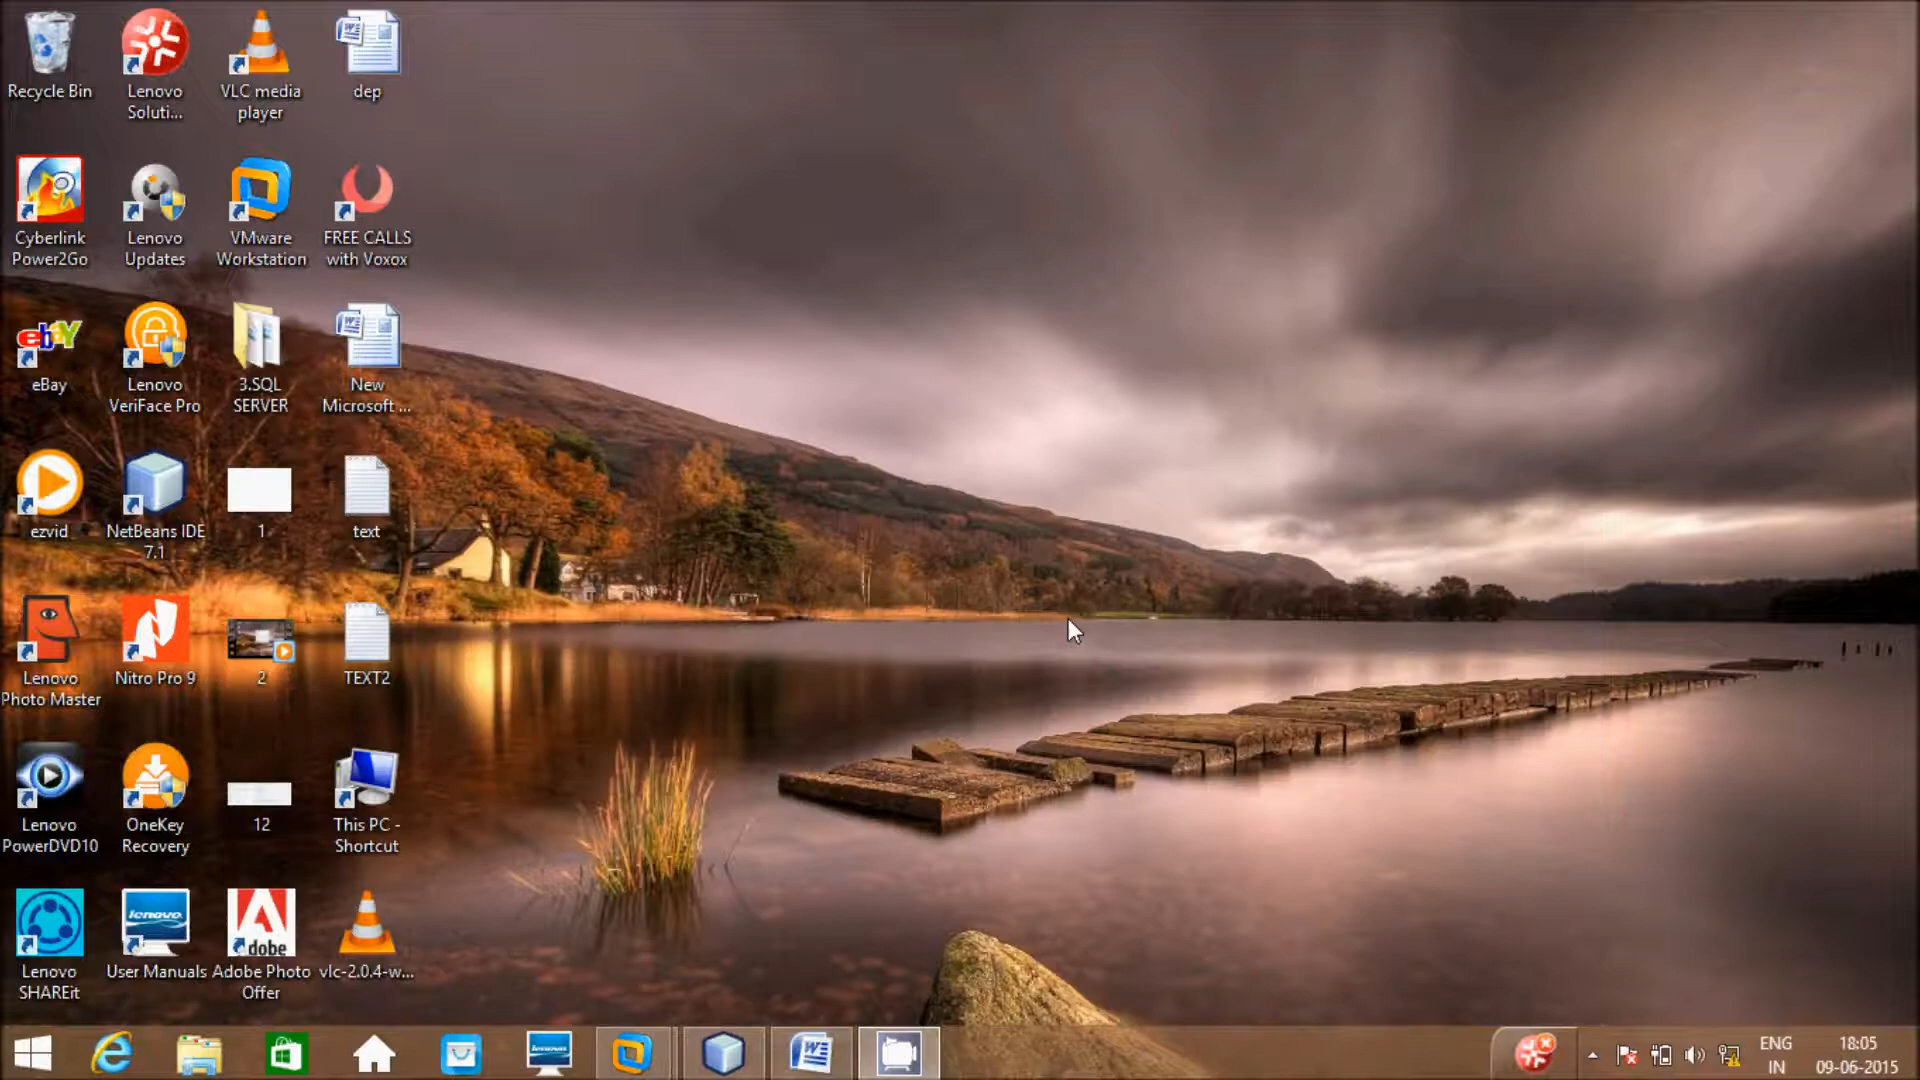 Recycle Bin
Lenovo
Soluti...
VLC media
player
dep
Cyberlink
Power2Go
Lenovo
Updates
VMware
Workstation
FREE CALLS
with Voxox
ebay
eBay
Lenovo
VeriFace Pro
3.SQL
SERVER
New
Microsoft ...
ezvid
NetBeans IDE
7.1
1
text
Lenovo
Photo Master
Nitro Pro 9
2
TEXT2
Lenovo
PowerDVD10
OneKey
Recovery
12
This PC -
Shortcut
Lenovo
SHAREit
lenovo
User Manuals
Adobe
Adobe Photo
Offer
vlc-2.0.4-w...
ENG
IN
18:05
09-06-2015